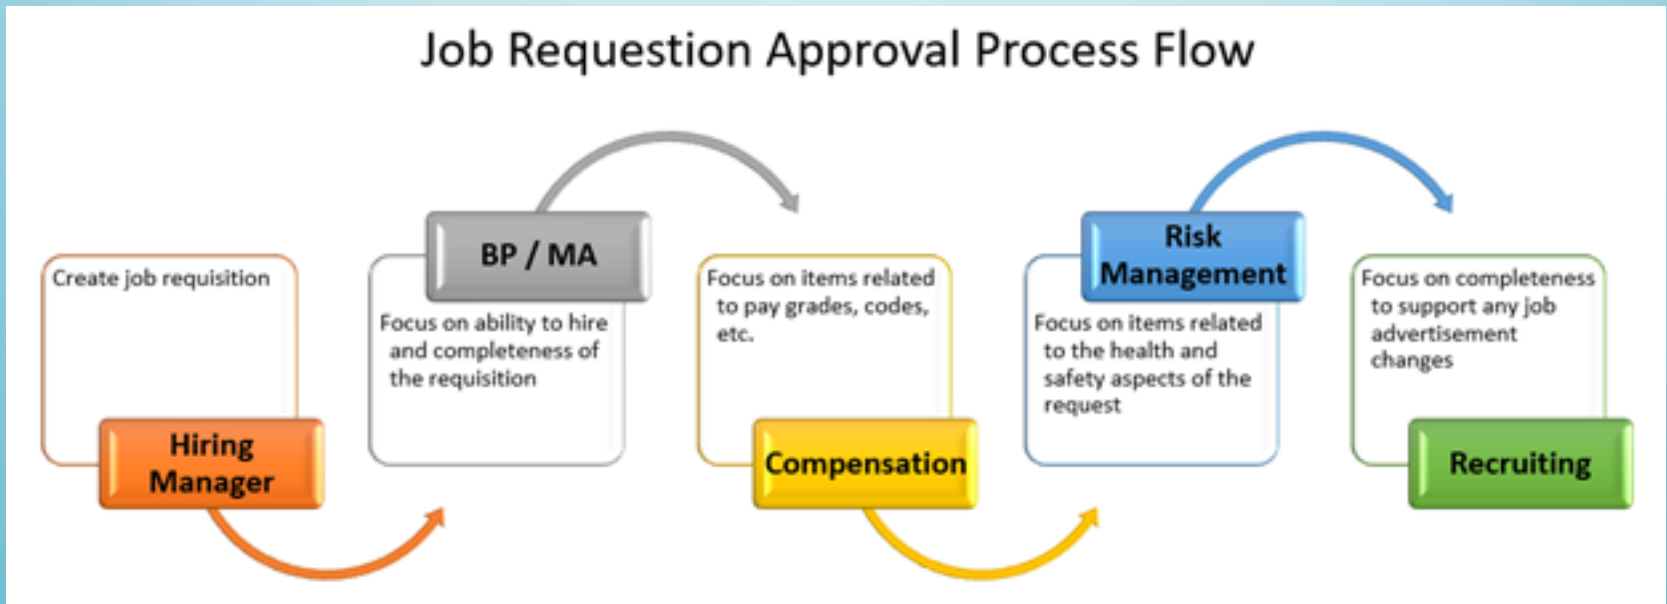 Job Requestion Approval Process Flow
Create job requisition
Hiring
Manager
BP / MA
Focus on ability to hire
and completeness of
the requisition
Focus on items related
to pay grades, codes,
etc.
Compensation
Risk
Management
Focus on items related
to the health and
safety aspects of the
request
Focus on completeness
to support any job
advertisement
changes
Recruiting